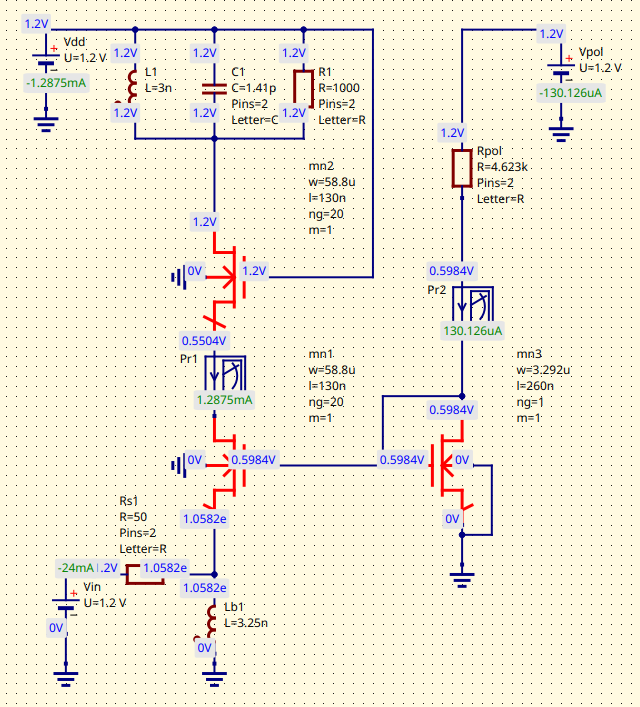 1.2V
Vdd
U=1.2 V
-1.2875mA
1.2V
1.2V
1.2V
L1
L=3n
1.2V
C1
C=1.41p
Pins=2
Letter=C
1.2V
R1
R=1000
Pins=2
Letter=R
1.2V
1.2V
Vpol
U=1.2 V
-130.126uA
1.2V
Rpol
R=4.623k
Pins=2
Letter=R
mn2
w=58.8u
l=130n
ng=20
m=1
1.2V
0V
1.2V
0.5504V
0.5984V
Pr2
130.126uA
Pr1
1.2875mA
mn1
w=58.8u
l=130n
ng=20
m=1
mn3
w=3.292u
l=260n
ng=1
m=1
0.5984V
0V
0.5984V
0.5984V
0V
0V
1.0582e
Rs1
R=50
Pins=2
Letter=R
-24mA
.2V
1.0582e
1.0582e
Vin
U=1.2 V
0V
Lb1
L=3.25n
0V